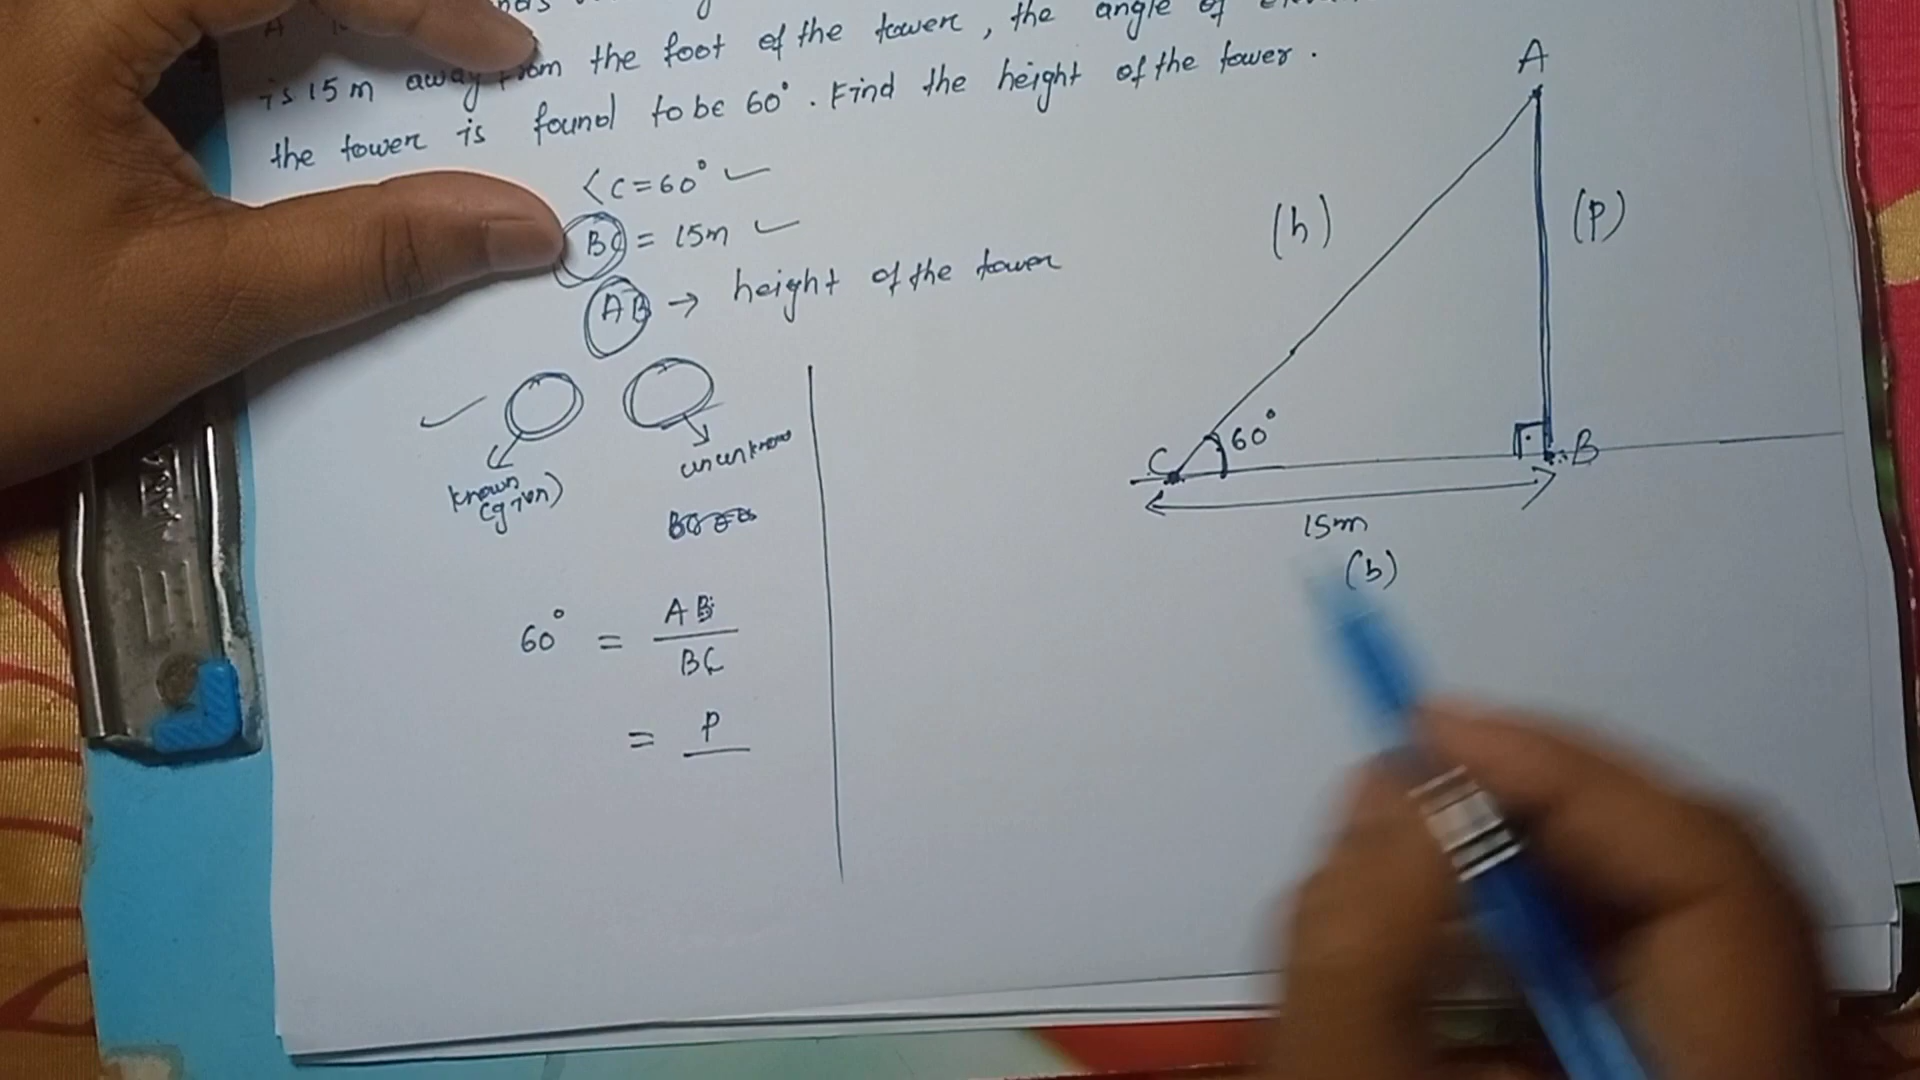 A
is 15 m away from the foot of the tower, the angle of
the tower is found to be 60°. Find the height of the tower.
<C = 60°
BC = 15m
AB → height of the tower
known
(given)
60° = AB
BC
= P
A
(h)
(P)
60°
C
B
15m
(b)